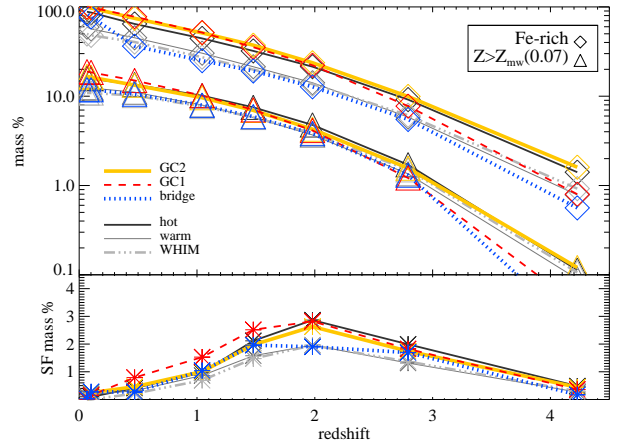 100.0
10.0
1.0
0.1
mass %
Fe-rich
Z>Z_mw(0.07)
GC2
GC1
bridge
hot
warm
WHIM
4
3
2
1
SF mass %
0 1 2 3 4
redshift